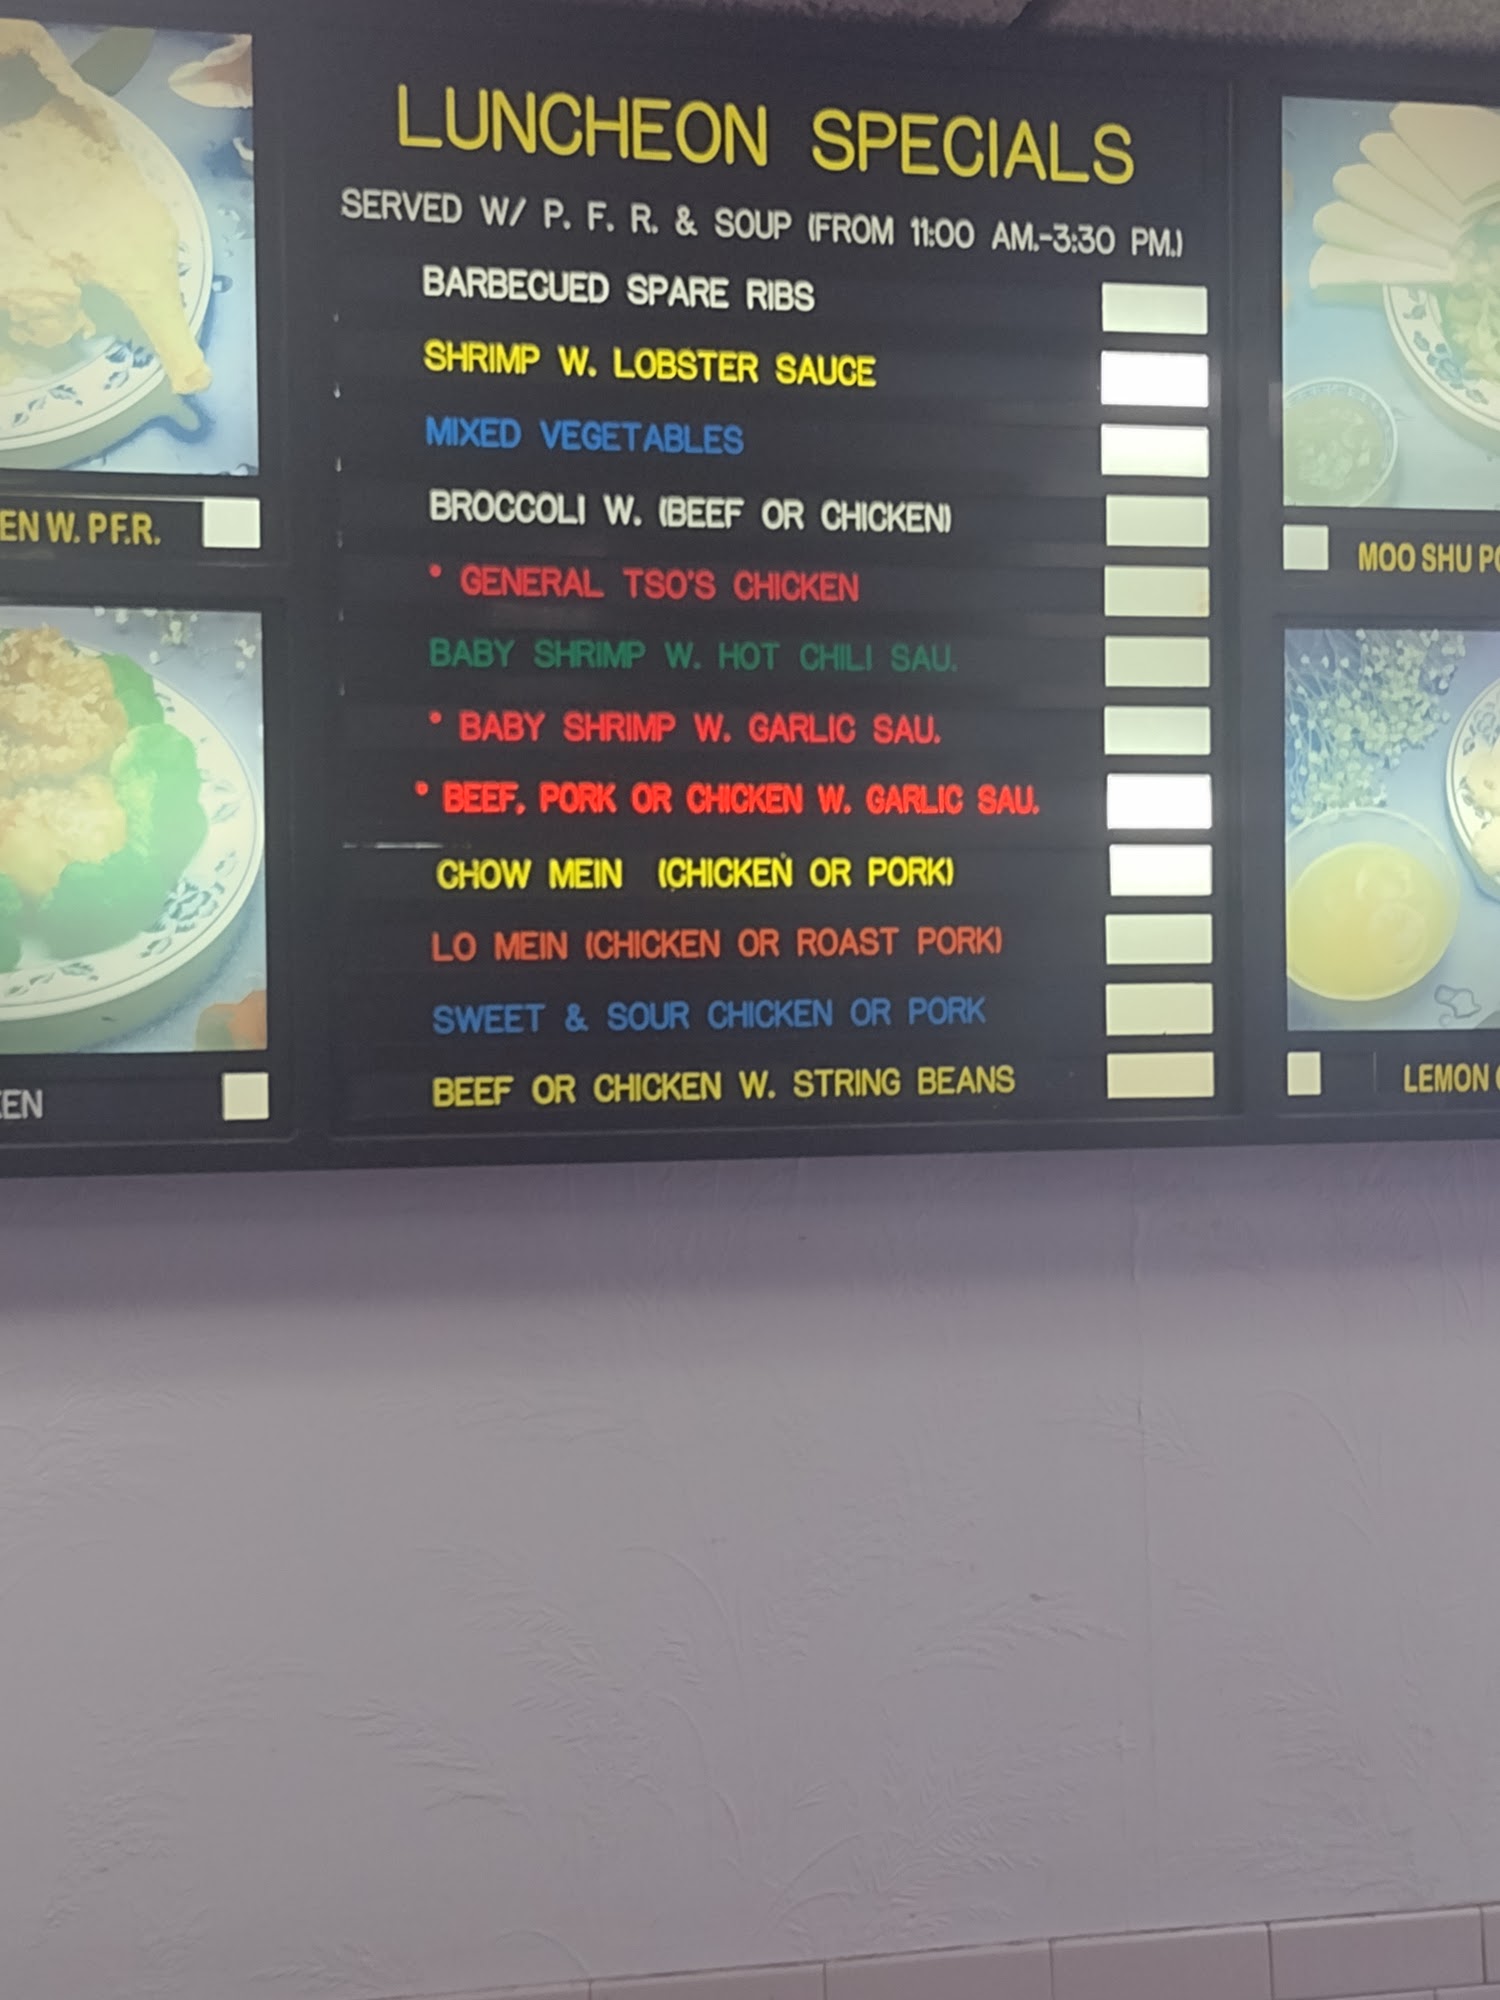 LUNCHEON SPECIALS
SERVED W/ P. F. R. & SOUP (FROM 11:00 AM.-3:30 PM.)
BARBECUED SPARE RIBS
SHRIMP W. LOBSTER SAUCE
MIXED VEGETABLES
BROCCOLI W. (BEEF OR CHICKEN)
• GENERAL TSO'S CHICKEN
BABY SHRIMP W. HOT CHILI SAU.
• BABY SHRIMP W. GARLIC SAU.
• BEEF, PORK OR CHICKEN W. GARLIC SAU.
CHOW MEIN (CHICKEN OR PORK)
LO MEIN (CHICKEN OR ROAST PORK)
SWEET & SOUR CHICKEN OR PORK
BEEF OR CHICKEN W. STRING BEANS
EN W. P.F.R.
EN
MOO SHU
LEMON